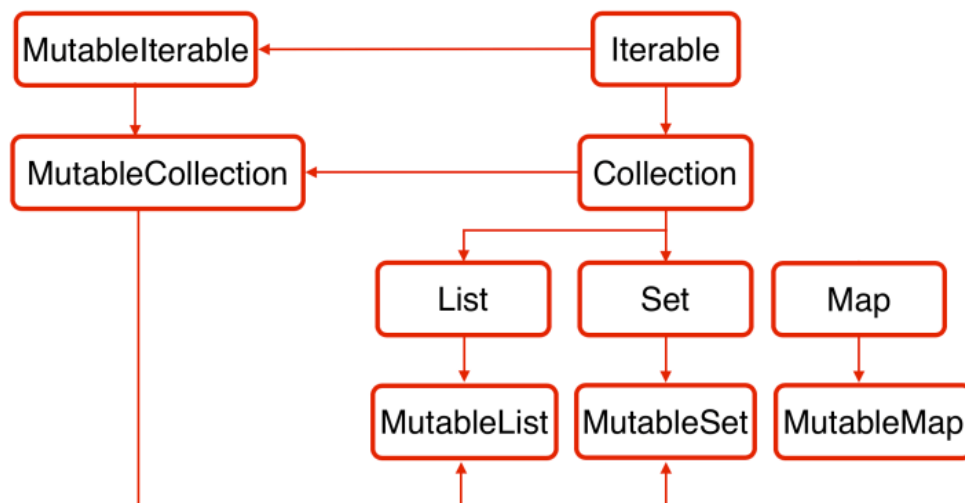 MutableIterable
Iterable
MutableCollection
Collection
List
Set
Map
MutableList
MutableSet
MutableMap